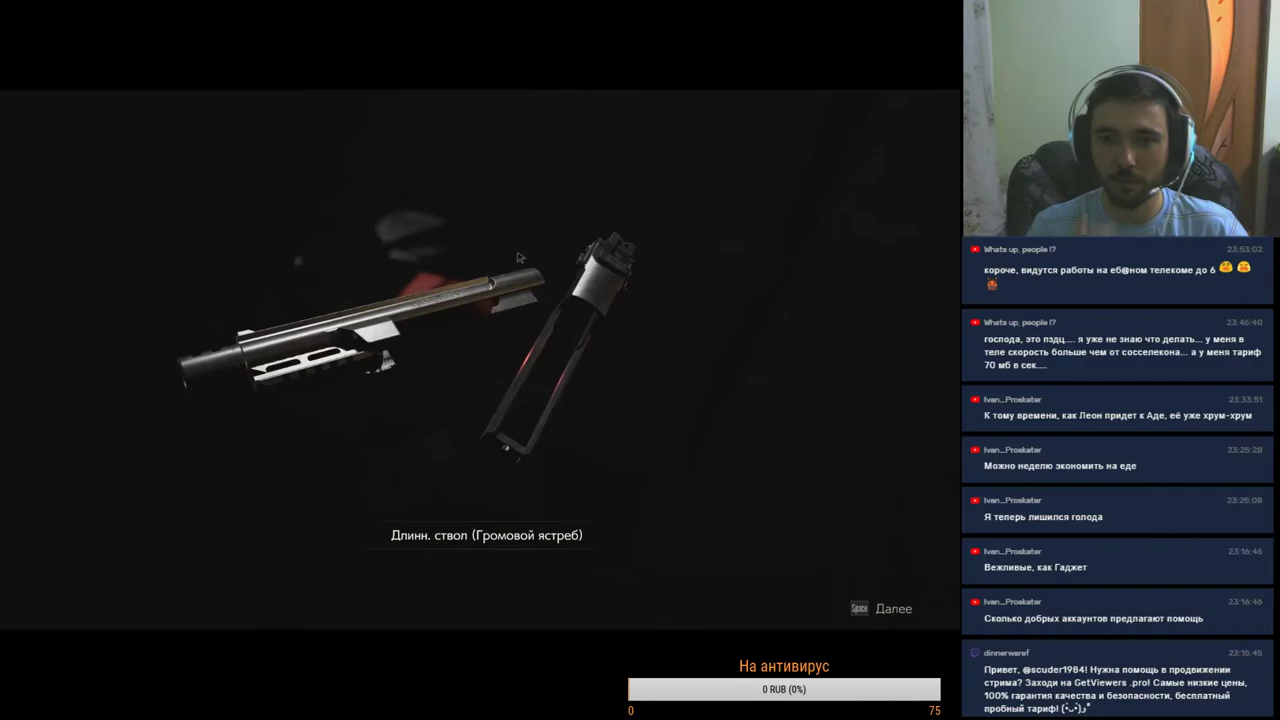 Длинн. ствол (Громовой ястреб)
Space Далее
На антивирус
0 RUB (0%)
0 75
Whats up, people !? 23:53:02
короче, видутся работы на еб@ном телекоме до 6
Whats up, people !? 23:46:40
господа, это пздц.... я уже не знаю что делать... у меня в
теле скорость больше чем от сосселекона... а у меня тариф
70 мб в сек....
Ivan_Proskater 23:33:51
К тому времени, как Леон придет к Аде, её уже хрум-хрум
Ivan_Proskater 23:25:28
Можно неделю экономить на еде
Ivan_Proskater 23:25:08
Я теперь лишился голода
Ivan_Proskater 23:16:46
Вежливые, как Гаджет
Ivan_Proskater 23:16:46
Сколько добрых аккаунтов предлагают помощь
dinnerwaref 23:15:45
Привет, @scuder1984! Нужна помощь в продвижении
стрима? Заходи на GetViewers .pro! Самые низкие цены,
100% гарантия качества и безопасности, бесплатный
пробный тариф!